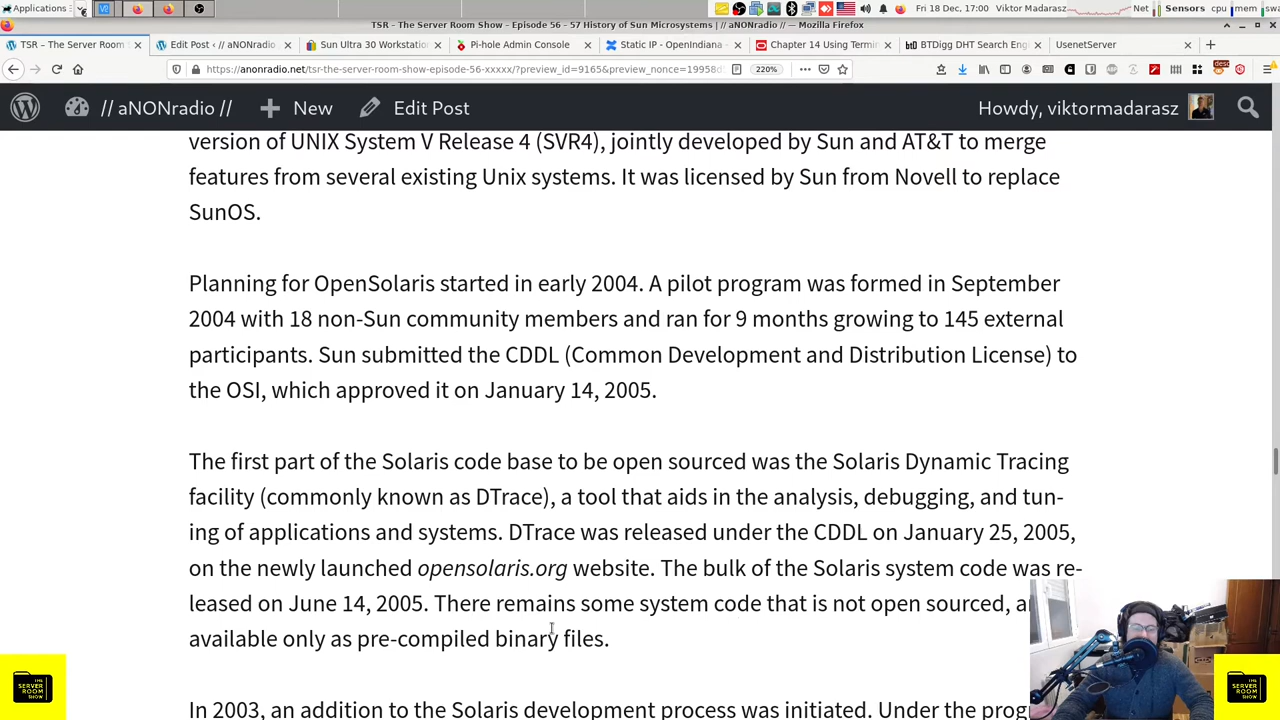 Applications
Fri 18 Dec, 17:00
Viktor Madarasz
Net
Sensors
cpu
mem
swa
TSR – The Server Room Show – Episode 56 - 57 History of Sun Microsystems | // aNONradio // — Mozilla Firefox
TSR – The Server Room
Edit Post ‹ // aNONradio
Sun Ultra 30 Workstatio
Pi-hole Admin Console
Static IP - OpenIndiana
Chapter 14 Using Termin
BTDigg DHT Search Engi
UsenetServer
https://anonradio.net/tsr-the-server-room-show-episode-56-xxxxx/?preview_id=9165&preview_nonce=19958d
220%
// aNONradio //
New
Edit Post
Howdy, viktormadarasz
version of UNIX System V Release 4 (SVR4), jointly developed by Sun and AT&T to merge
features from several existing Unix systems. It was licensed by Sun from Novell to replace
SunOS.
Planning for OpenSolaris started in early 2004. A pilot program was formed in September
2004 with 18 non-Sun community members and ran for 9 months growing to 145 external
participants. Sun submitted the CDDL (Common Development and Distribution License) to
the OSI, which approved it on January 14, 2005.
The first part of the Solaris code base to be open sourced was the Solaris Dynamic Tracing
facility (commonly known as DTrace), a tool that aids in the analysis, debugging, and tun-
ing of applications and systems. DTrace was released under the CDDL on January 25, 2005,
on the newly launched opensolaris.org website. The bulk of the Solaris system code was re-
leased on June 14, 2005. There remains some system code that is not open sourced,
available only as pre-compiled binary files.
In 2003, an addition to the Solaris development process was initiated. Under the prog
THE
SERVER
ROOM
SHOW
THE
SERVER
ROOM
SHOW